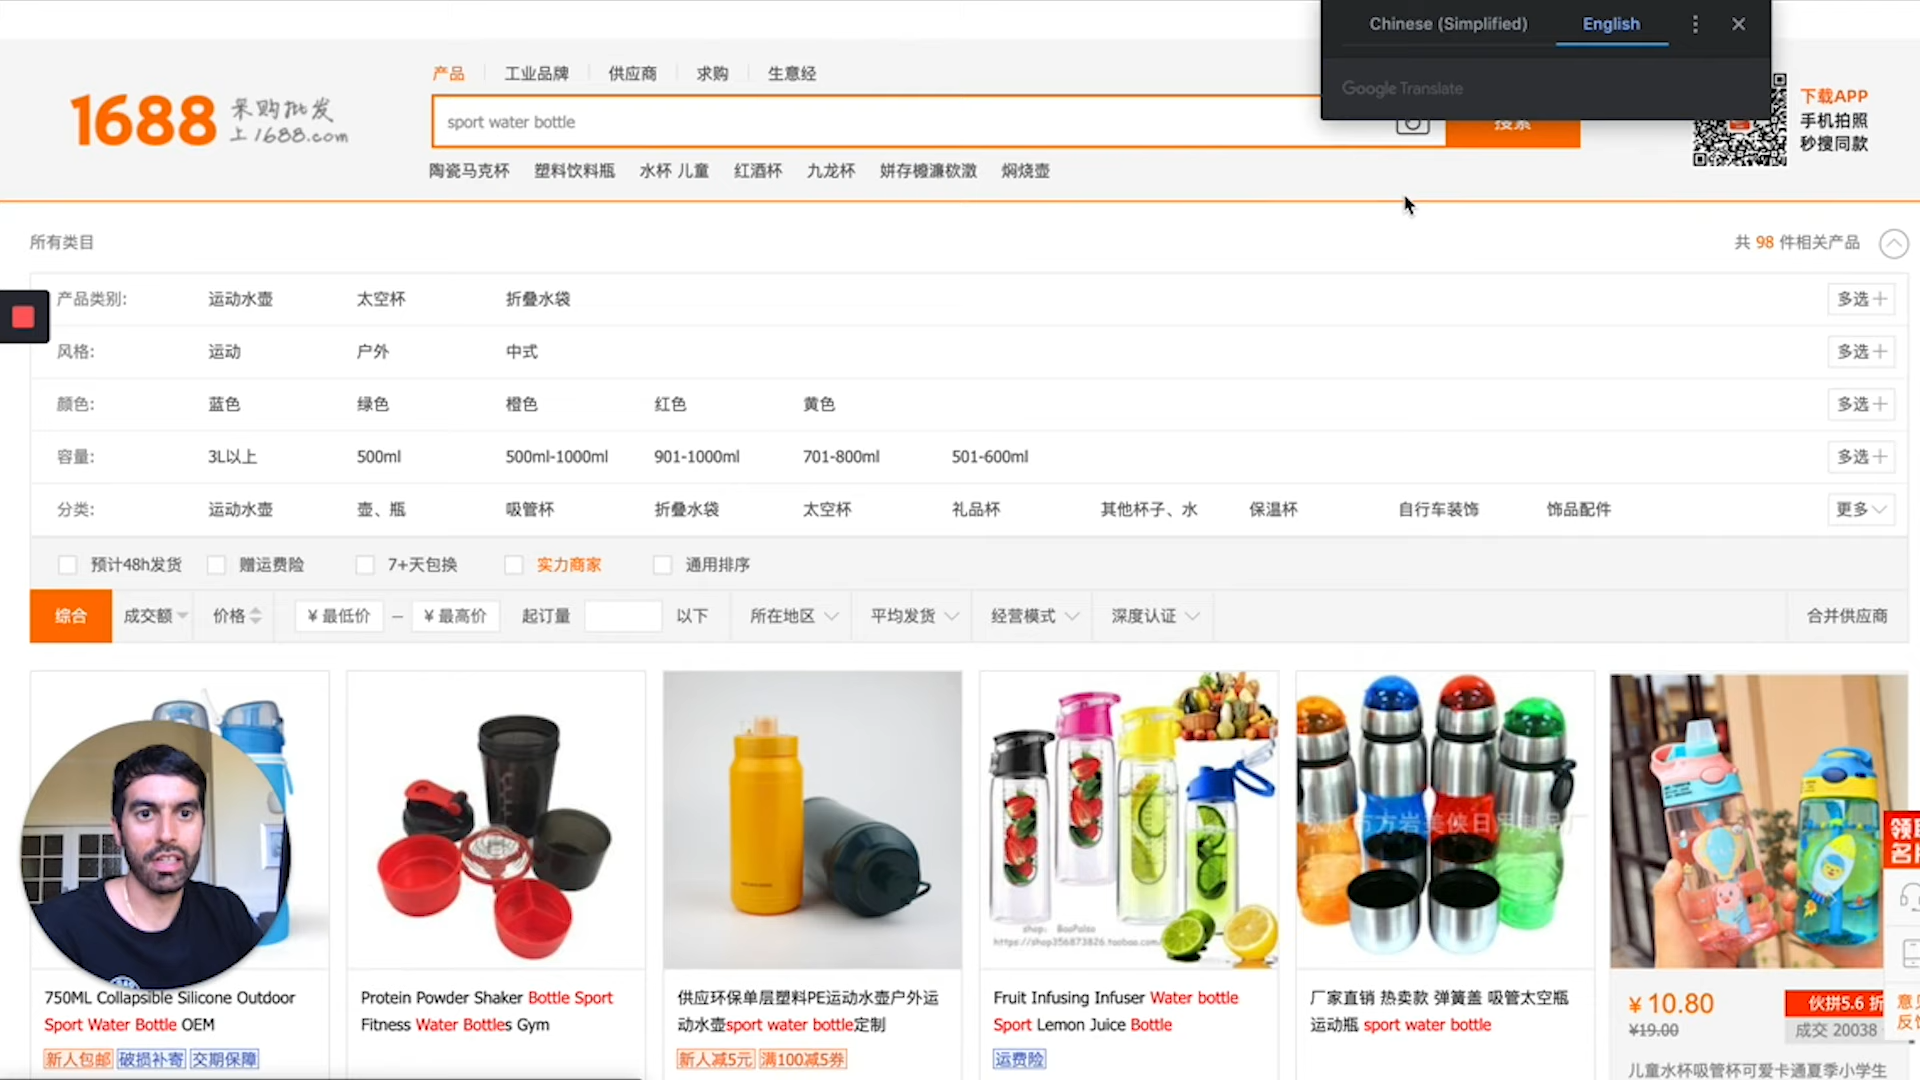 Chinese (Simplified)
English
Google Translate
产品
工业品牌
供应商
求购
生意经
1688
采购批发
上1688.com
sport water bottle
搜索
下载APP
手机拍照
秒搜同款
陶瓷马克杯
塑料饮料瓶
水杯 儿童
红酒杯
九龙杯
焖烧壶
所有类目
共 98 件相关产品
产品类别:
运动水壶
太空杯
折叠水袋
多选
风格:
运动
户外
中式
多选
颜色:
蓝色
绿色
橙色
红色
黄色
多选
容量:
3L以上
500ml
500ml-1000ml
901-1000ml
701-800ml
501-600ml
多选
分类:
运动水壶
壶、瓶
吸管杯
折叠水袋
太空杯
礼品杯
其他杯子、水
保温杯
自行车装饰
饰品配件
更多
预计48h发货
赠运费险
7+天包换
实力商家
通用排序
综合
成交额
价格
¥ 最低价
–
¥ 最高价
起订量
以下
所在地区
平均发货
经营模式
深度认证
合并供应商
shop: BaoPaloo
https://shop356873826.taobao.com
750ML Collapsible Silicone Outdoor
Sport Water Bottle OEM
新人包邮 破损补寄 交期保障
Protein Powder Shaker Bottle Sport
Fitness Water Bottles Gym
供应环保单层塑料PE运动水壶户外运
动水壶sport water bottle定制
新人减5元 满100减5券
Fruit Infusing Infuser Water bottle
Sport Lemon Juice Bottle
运费险
厂家直销 热卖款 弹簧盖 吸管太空瓶
运动瓶 sport water bottle
¥ 10.80
伙拼5.6 折
¥19.00
成交 20038
儿童水杯吸管杯可爱卡通夏季小学生
意见
反馈